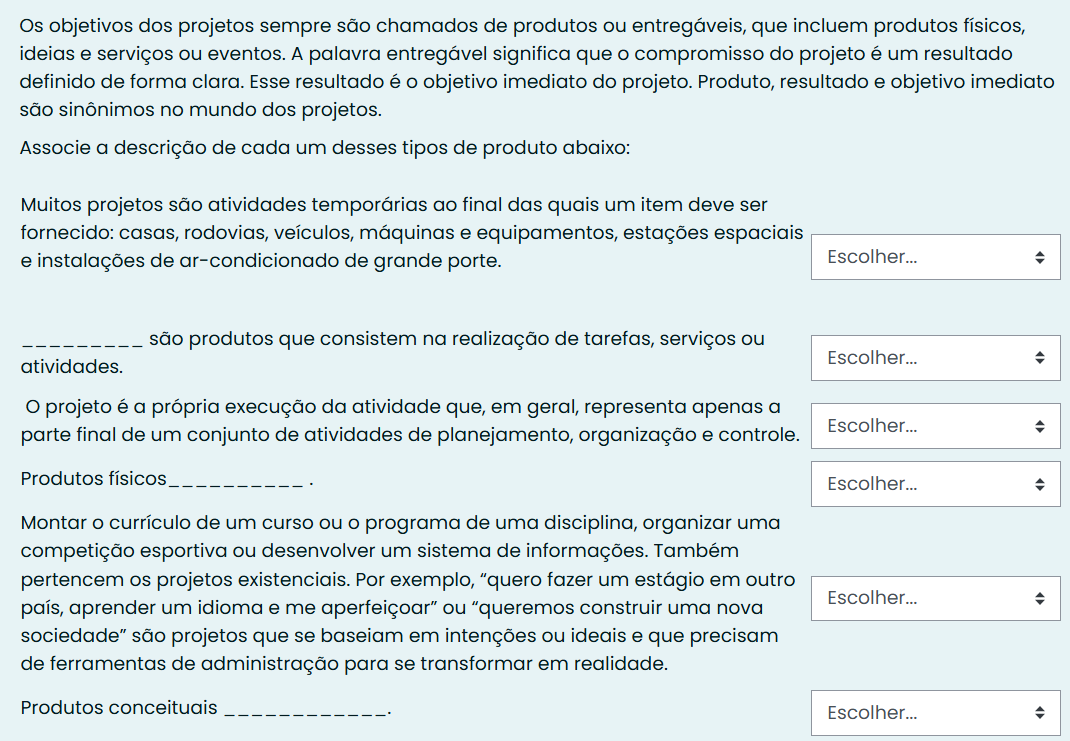 Os objetivos dos projetos sempre são chamados de produtos ou entregáveis, que incluem produtos físicos,
ideias e serviços ou eventos. A palavra entregável significa que o compromisso do projeto é um resultado
definido de forma clara. Esse resultado é o objetivo imediato do projeto. Produto, resultado e objetivo imediato
são sinônimos no mundo dos projetos.
Associe a descrição de cada um desses tipos de produto abaixo:
Muitos projetos são atividades temporárias ao final das quais um item deve ser
fornecido: casas, rodovias, veículos, máquinas e equipamentos, estações espaciais
e instalações de ar-condicionado de grande porte.
Escolher...
_________ são produtos que consistem na realização de tarefas, serviços ou
atividades.
Escolher...
O projeto é a própria execução da atividade que, em geral, representa apenas a
parte final de um conjunto de atividades de planejamento, organização e controle.
Escolher...
Produtos físicos__________ .
Escolher...
Montar o currículo de um curso ou o programa de uma disciplina, organizar uma
competição esportiva ou desenvolver um sistema de informações. Também
pertencem os projetos existenciais. Por exemplo, “quero fazer um estágio em outro
país, aprender um idioma e me aperfeiçoar” ou “queremos construir uma nova
sociedade” são projetos que se baseiam em intenções ou ideais e que precisam
de ferramentas de administração para se transformar em realidade.
Escolher...
Produtos conceituais ____________.
Escolher...